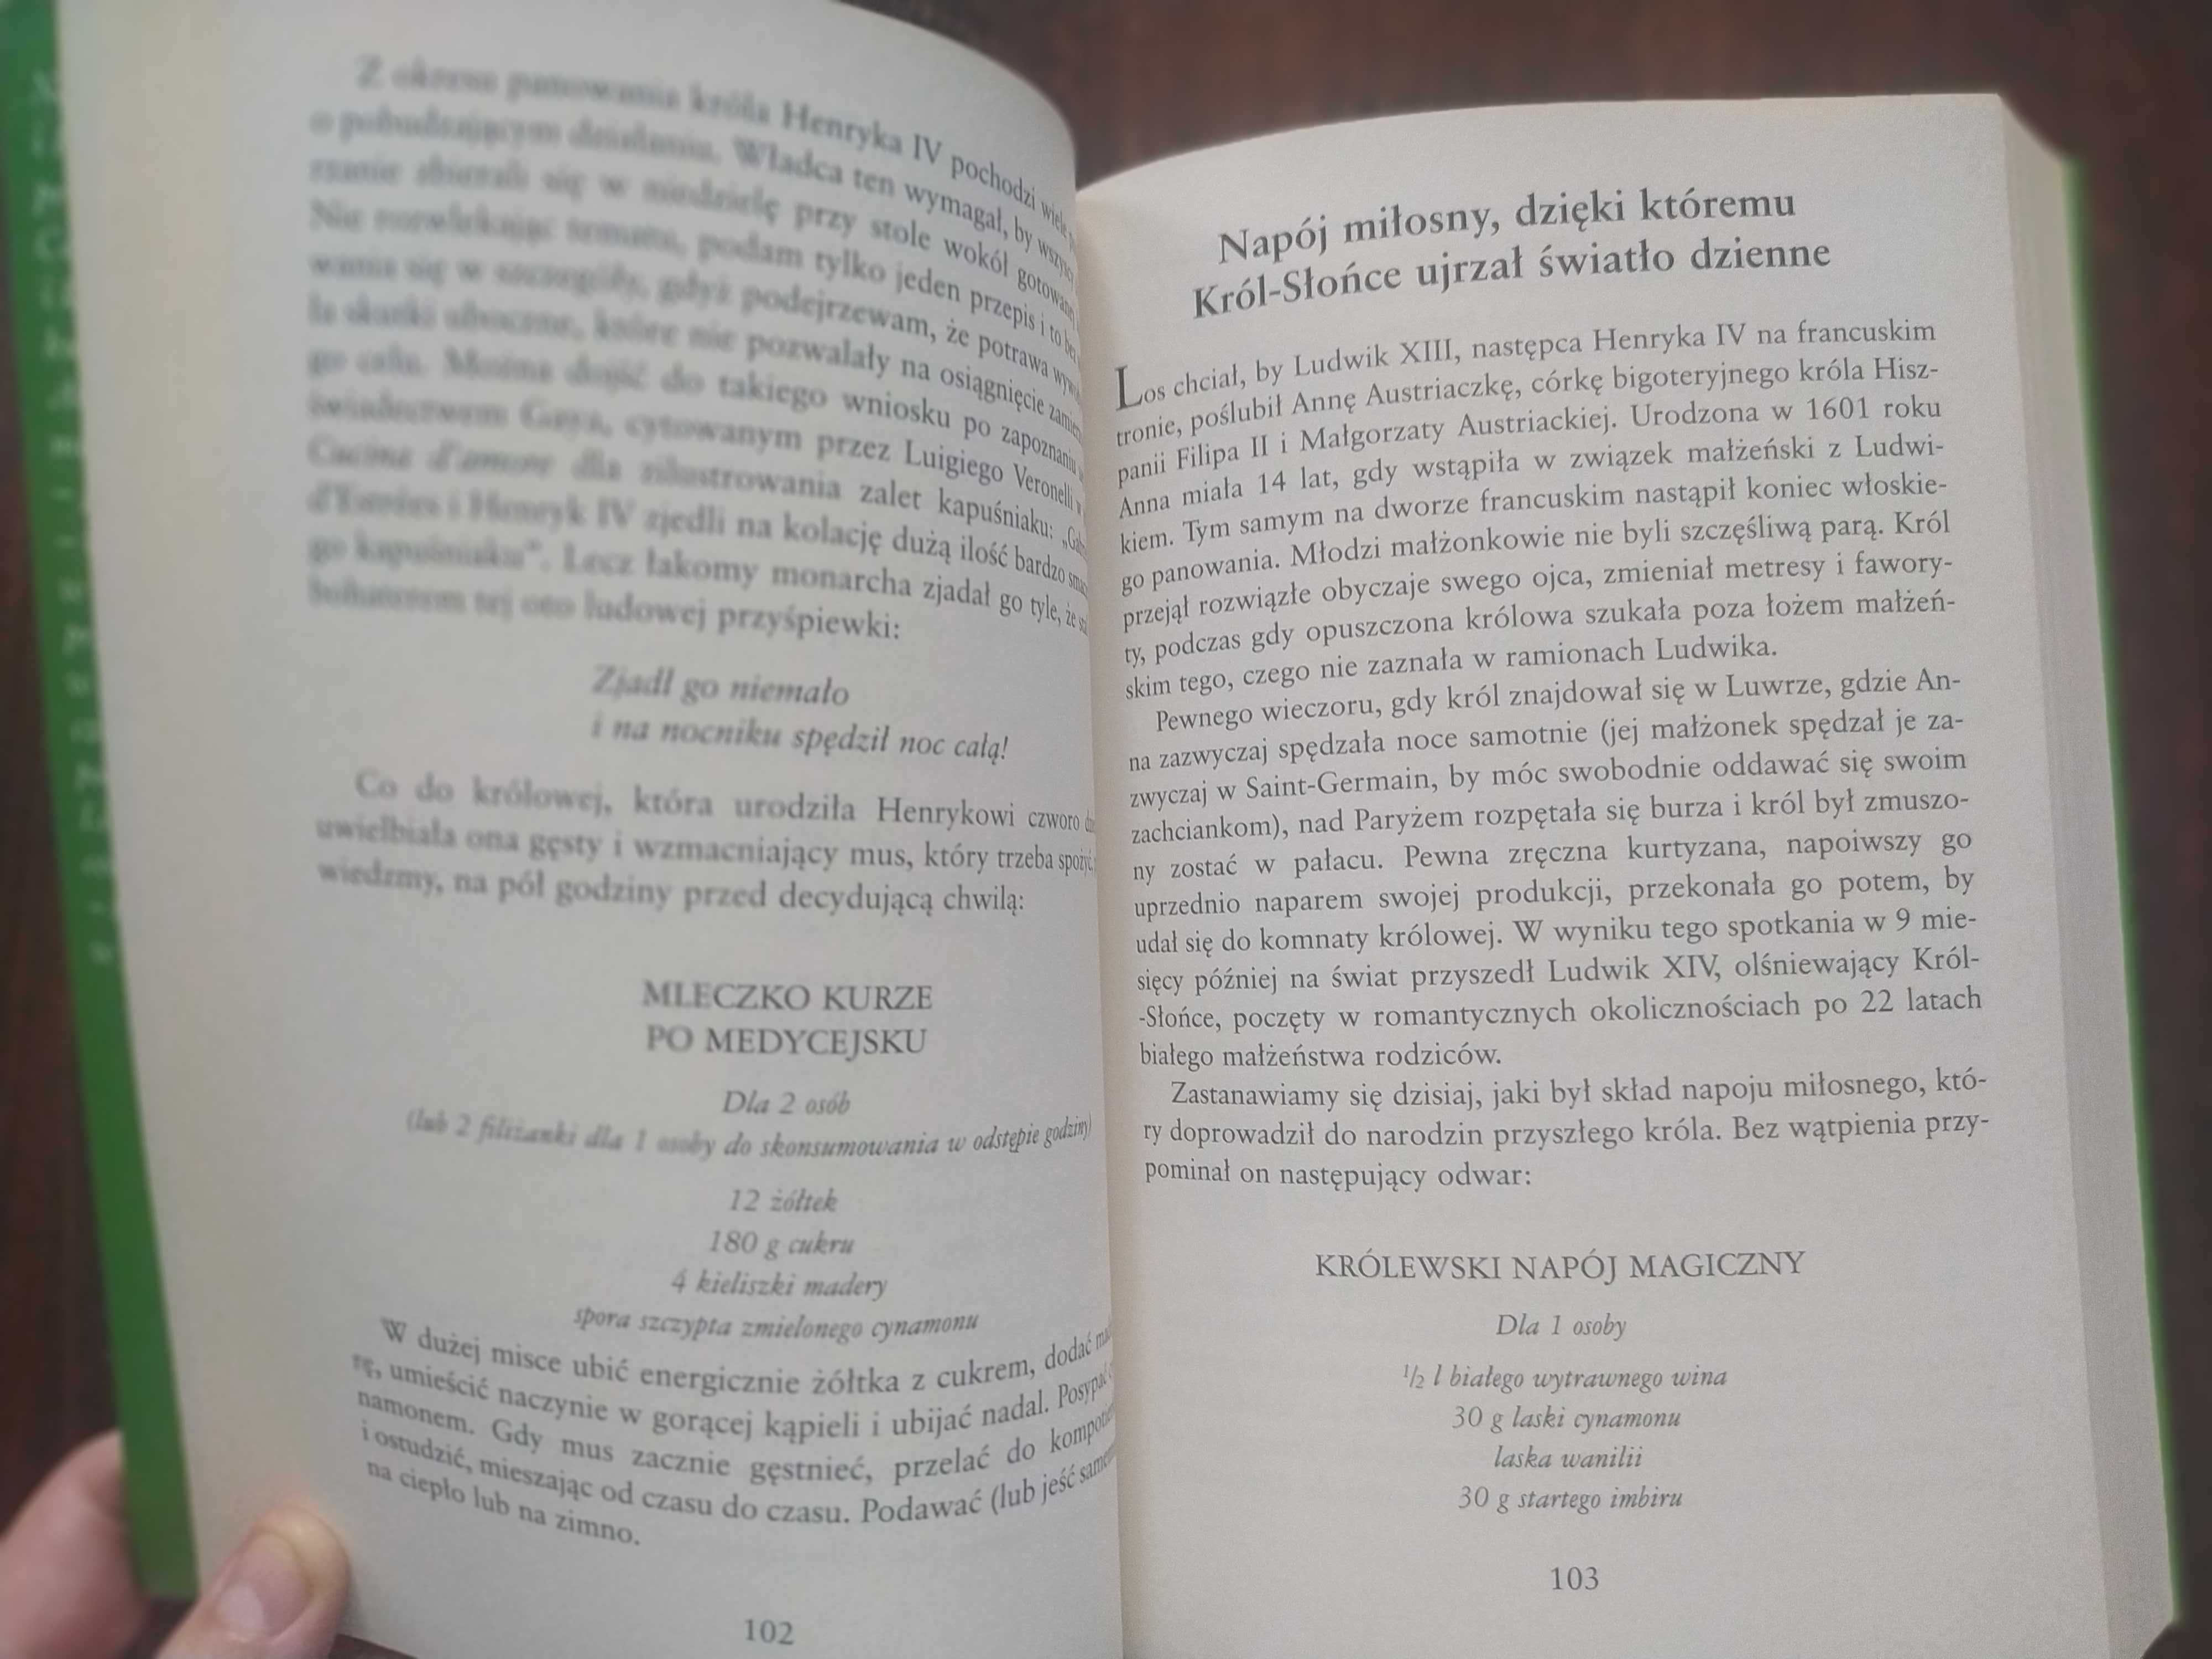 Z okresu panowania króla Henryka IV pochodzi wiele
o pobudzającym działaniu. Władca ten wymagał, by wszyscy
zbierali się w niedzielę przy stole wokół
Nie rozwlekając tematu, podam tylko jeden przepis i to bez
wania się w szczegóły, gdyż podejrzewam, że potrawa
ła skutki uboczne, które nie pozwalały na osiągnięcie
go celu. Można dojść do takiego wniosku po zapoznaniu
świadectwem cytowanym przez Luigiego Veronelli w
Cucina d'amore dla zilustrowania zalet kapuśniaku:
d'Estrées i Henryk IV zjedli na kolację dużą ilość bardzo
go kapuśniaku". Lecz łakomy monarcha zjadał go tyle, że
bohaterem tej oto ludowej przyśpiewki:
Zjadł go niemało
i na nocniku spędził noc całą!
Co do królowej, która urodziła Henrykowi czworo
uwielbiała ona gęsty i wzmacniający mus, który trzeba spożyć,
wiedzmy, na pół godziny przed decydującą chwilą:
MLECZKO KURZE
PO MEDYCEJSKU
Dla 2 osób
(lub 2 filiżanki dla 1 osoby do skonsumowania w odstępie godziny)
12 żółtek
180 g cukru
4 kieliszki madery
spora szczypta zmielonego cynamonu
W dużej misce ubić energicznie żółtka z cukrem, dodać
rę, umieścić naczynie w gorącej kąpieli i ubijać nadal. Posypać
namonem. Gdy mus zacznie gęstnieć, przelać do
i ostudzić, mieszając od czasu do czasu. Podawać (lub jeść
na ciepło lub na zimno.
102
Napój miłosny, dzięki któremu
Król-Słońce ujrzał światło dzienne
Los chciał, by Ludwik XIII, następca Henryka IV na francuskim
tronie, poślubił Annę Austriaczkę, córkę bigoteryjnego króla Hisz-
panii Filipa II i Małgorzaty Austriackiej. Urodzona w 1601 roku
Anna miała 14 lat, gdy wstąpiła w związek małżeński z Ludwi-
kiem. Tym samym na dworze francuskim nastąpił koniec włoskie-
go panowania. Młodzi małżonkowie nie byli szczęśliwą parą. Król
przejął rozwiązłe obyczaje swego ojca, zmieniał metresy i fawory-
ty, podczas gdy opuszczona królowa szukała poza łożem małżeń-
skim tego, czego nie zaznała w ramionach Ludwika.
Pewnego wieczoru, gdy król znajdował się w Luwrze, gdzie An-
na zazwyczaj spędzała noce samotnie (jej małżonek spędzał je za-
zwyczaj w Saint-Germain, by móc swobodnie oddawać się swoim
zachciankom), nad Paryżem rozpętała się burza i król był zmuszo-
ny zostać w pałacu. Pewna zręczna kurtyzana, napoiwszy go
uprzednio naparem swojej produkcji, przekonała go potem, by
udał się do komnaty królowej. W wyniku tego spotkania w 9 mie-
sięcy później na świat przyszedł Ludwik XIV, olśniewający Król-
-Słońce, poczęty w romantycznych okolicznościach po 22 latach
białego małżeństwa rodziców.
Zastanawiamy się dzisiaj, jaki był skład napoju miłosnego, któ-
ry doprowadził do narodzin przyszłego króla. Bez wątpienia przy-
pominał on następujący odwar:
KRÓLEWSKI NAPÓJ MAGICZNY
Dla 1 osoby
1/2 l białego wytrawnego wina
30 g laski cynamonu
laska wanilii
30 g startego imbiru
103